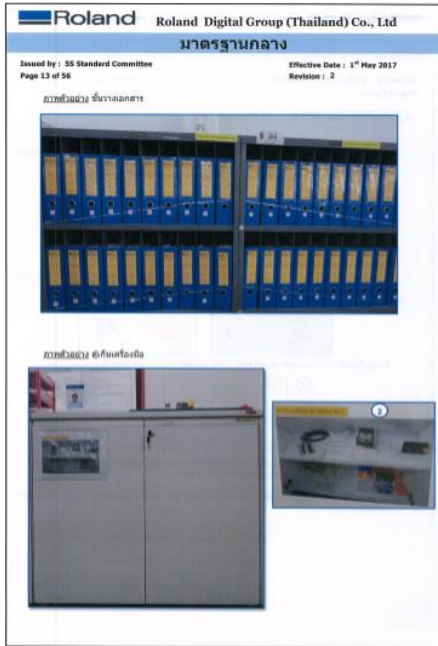 Roland Roland Digital Group (Thailand) Co., Ltd
มาตรฐานกลาง
Issued by : 5S Standard Committee
Effective Date : 1st May 2017
Page 13 of 56
Revision : 2
ภาพตัวอย่าง ชั้นวางเอกสาร
ภาพตัวอย่าง ตู้เก็บเครื่องมือ
2